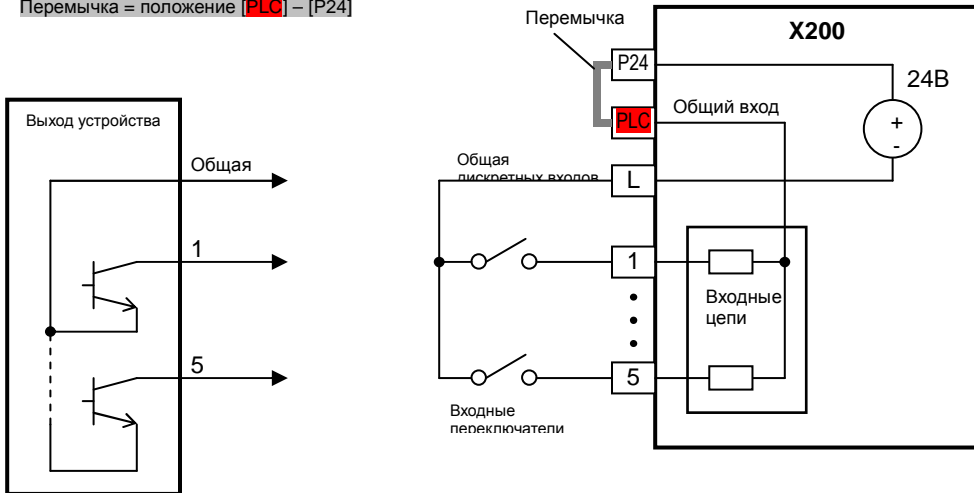 Перемычка = положение [PLC] – [P24]
Перемычка
X200
P24
24В
PLC
Общий вход
+
-
Выход устройства
Общая
Общая
дискретных входов
L
1
1
Входные
цепи
5
5
Входные
переключатели